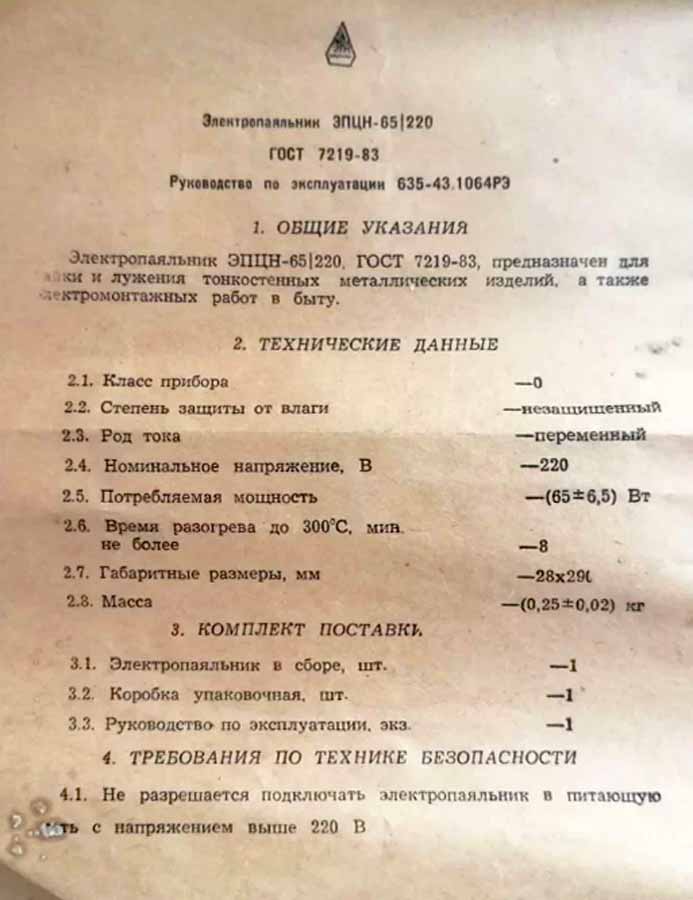 Электропаяльник ЭПЦН-65|220
ГОСТ 7219-83
Руководство по эксплуатации 635-43.1064РЭ
1. ОБЩИЕ УКАЗАНИЯ
Электропаяльник ЭПЦН-65|220, ГОСТ 7219-83, предназначен для
и лужения тонкостенных металлических изделий, а также
электромонтажных работ в быту.
2. ТЕХНИЧЕСКИЕ ДАННЫЕ
2.1. Класс прибора —0
2.2. Степень защиты от влаги —незащищенный
2.3. Род тока —переменный
2.4. Номинальное напряжение, В —220
2.5. Потребляемая мощность —(65±6,5) Вт
2.6. Время разогрева до 300°С, мин.
не более —8
2.7. Габаритные размеры, мм —28х290
2.8. Масса —(0,25±0,02) кг
3. КОМПЛЕКТ ПОСТАВКИ
3.1. Электропаяльник в сборе, шт. —1
3.2. Коробка упаковочная, шт. —1
3.3. Руководство по эксплуатации, экз. —1
4. ТРЕБОВАНИЯ ПО ТЕХНИКЕ БЕЗОПАСНОСТИ
4.1. Не разрешается подключать электропаяльник в питающую
с напряжением выше 220 В